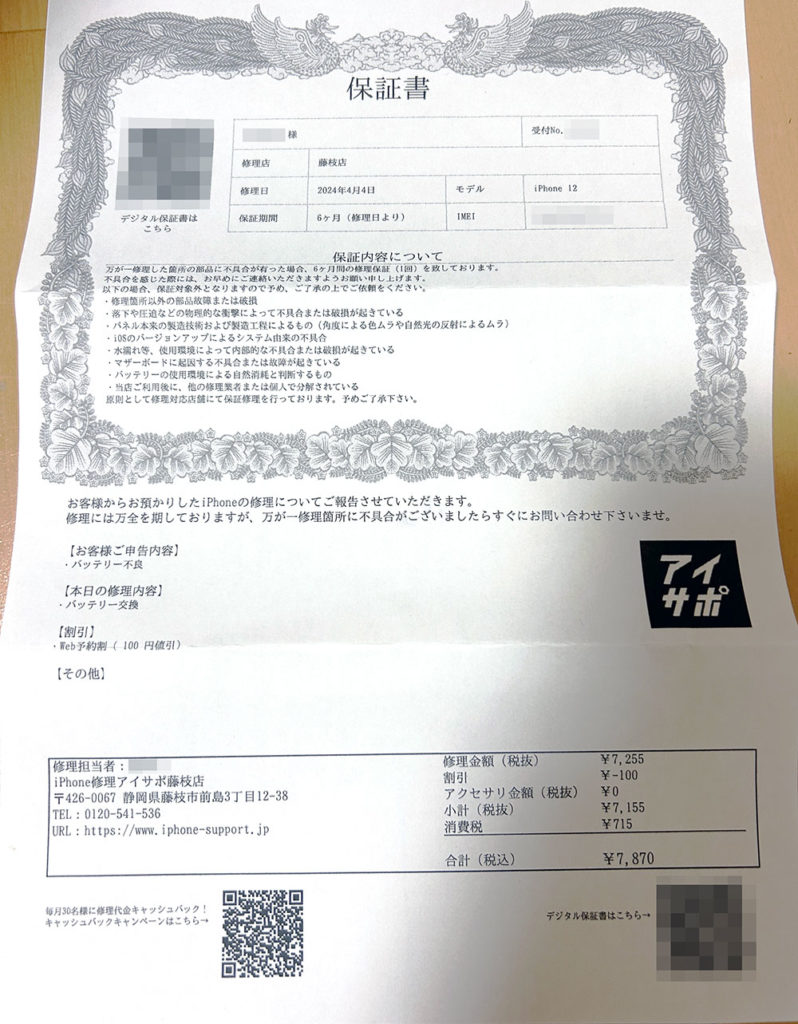 保証書
様
受付No.
修理店 藤枝店
修理日 2024年4月4日 モデル iPhone 12
保証期間 6ヶ月（修理日より） IMEI
デジタル保証書は
こちら
保証内容について
万が一修理した箇所の部品に不具合が有った場合、6ヶ月間の修理保証（1回）を致しております。
不具合を感じた際には、お早めにご連絡いただきますようお願い申し上げます。
以下の場合、保証対象外となりますので予め、ご了承の上でご依頼をください。
・修理箇所以外の部品故障または破損
・落下や圧迫などの物理的な衝撃によって不具合または破損が起きている
・パネル本来の製造技術および製造工程によるもの（角度による色ムラや自然光の反射によるムラ）
・iOSのバージョンアップによるシステム由来の不具合
・水濡れ等、使用環境によって内部的な不具合または破損が起きている
・マザーボードに起因する不具合または故障が起きている
・バッテリーの使用環境による自然消耗と判断するもの
・当店ご利用後に、他の修理業者または個人で分解されている
原則として修理対応店舗にて保証修理を行っております。予めご了承下さい。
お客様からお預かりしたiPhoneの修理についてご報告させていただきます。
修理には万全を期しておりますが、万が一修理箇所に不具合がございましたらすぐにお問い合わせ下さいませ。
【お客様ご申告内容】
・バッテリー不良
【本日の修理内容】
・バッテリー交換
【割引】
・Web予約割（ 100 円値引）
【その他】
アイ
サポ
修理担当者：
iPhone修理アイサポ藤枝店
〒426-0067 静岡県藤枝市前島3丁目12-38
TEL：0120-541-536
URL：https://www.iphone-support.jp
修理金額（税抜） ￥7,255
割引 ￥-100
アクセサリ金額（税抜） ￥0
小計（税抜） ￥7,155
消費税 ￥715
合計（税込） ￥7,870
毎月30名様に修理代金キャッシュバック！
キャッシュバックキャンペーンはこちら→
デジタル保証書はこちら→